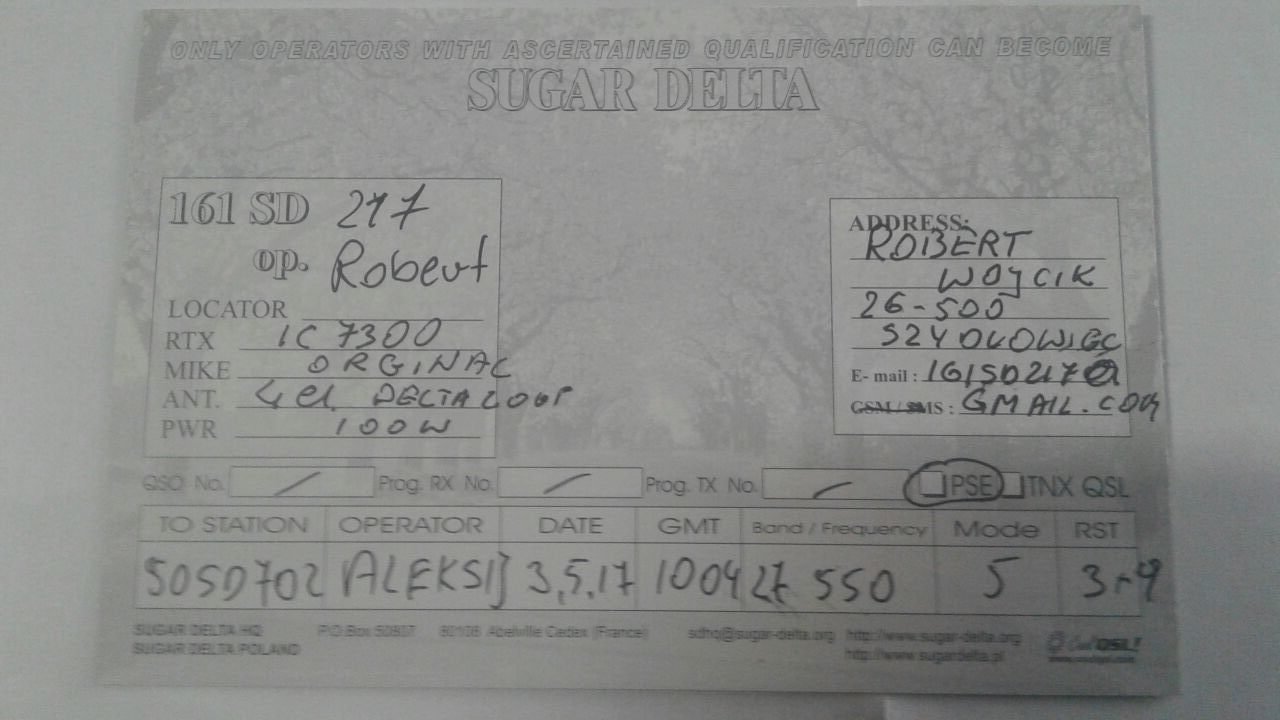 ONLY OPERATORS WITH ASCERTAINED QUALIFICATION CAN BECOME
SUGAR DELTA
161 SD 217
op. Robert
LOCATOR
RTX IC 7300
MIKE ORGINAL
ANT. 4 el DELTA LOOP
PWR 100W
ADDRESS:
ROBERT
WOJCIK
26-500
SZYDLOWIEC
E-mail : 161SD217@
GSM / SMS : GMAIL.COM
QSO No. / Prog. RX No. / Prog. TX No. / PSE TNX QSL
TO STATION OPERATOR DATE GMT Band / Frequency Mode RST
50SD702 ALEKSIJ 3,5,17 1004 27 550 5
SUGAR DELTA HQ P.O.Box 50807 Abelville Cedex (France) sdhq@sugar-delta.org http://www.sugar-delta.org
SUGAR DELTA POLAND http://www.sugardelta.pl